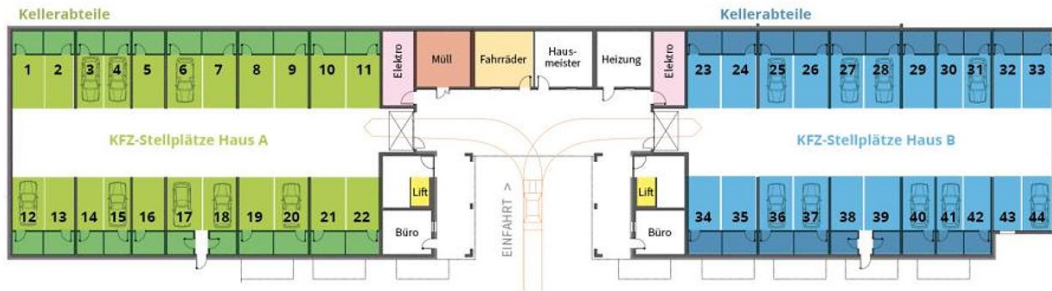 Kellerabteile
Kellerabteile
1 2 3 4 5 6 7 8 9 10 11
Elektro
Müll
Fahrräder
Haus-
meister
Heizung
Elektro
23 24 25 26 27 28 29 30 31 32 33
KFZ-Stellplätze Haus A
KFZ-Stellplätze Haus B
12 13 14 15 16 17 18 19 20 21 22
Lift
Büro
EINFAHRT >
Lift
Büro
34 35 36 37 38 39 40 41 42 43 44